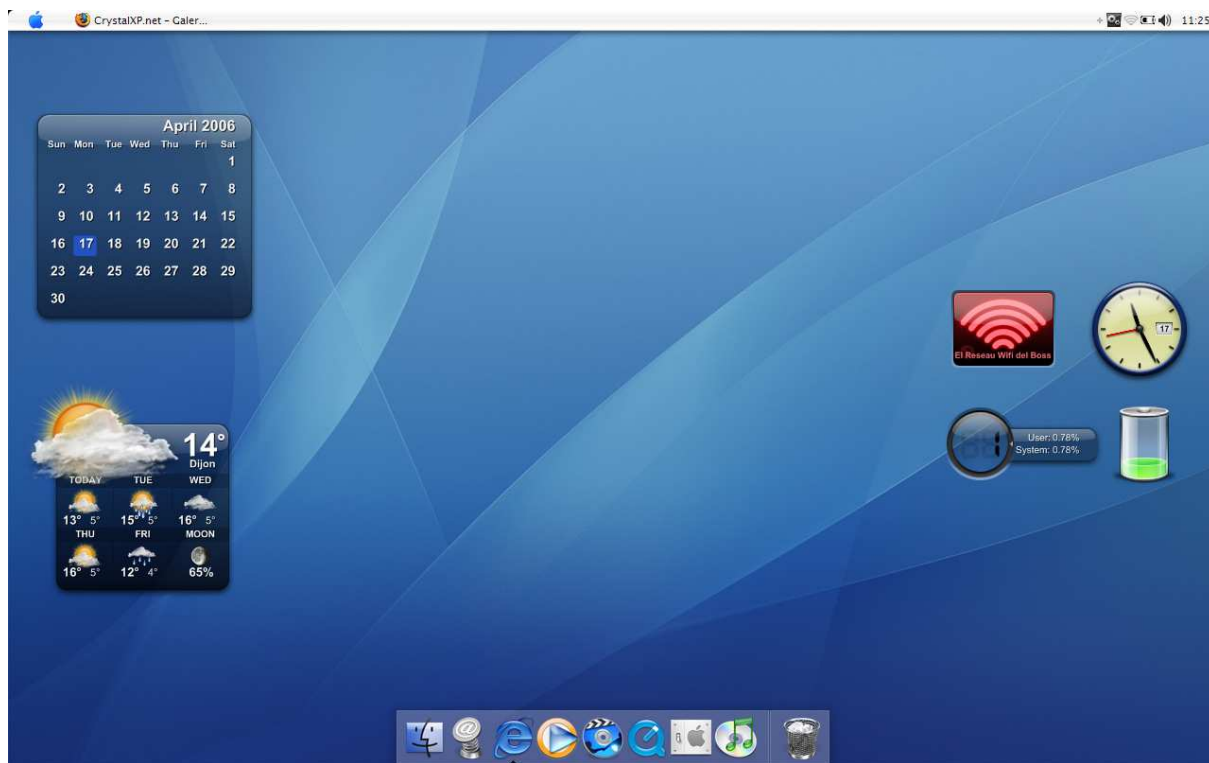 CrystalXP.net - Galer...
11:25
April 2006
Sun Mon Tue Wed Thu Fri Sat
1
2 3 4 5 6 7 8
9 10 11 12 13 14 15
16 17 18 19 20 21 22
23 24 25 26 27 28 29
30
El Reseau Wifi del Boss
17
User: 0.78%
System: 0.78%
14°
Dijon
TODAY TUE WED
13° 5° 15° 5° 16° 5°
THU FRI MOON
16° 5° 12° 4° 65%